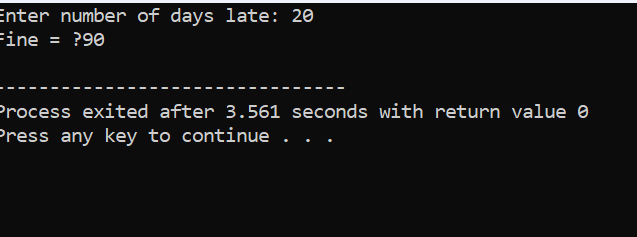 Enter number of days late: 20
Fine = ?90
--------------------------------
Process exited after 3.561 seconds with return value 0
Press any key to continue . . .